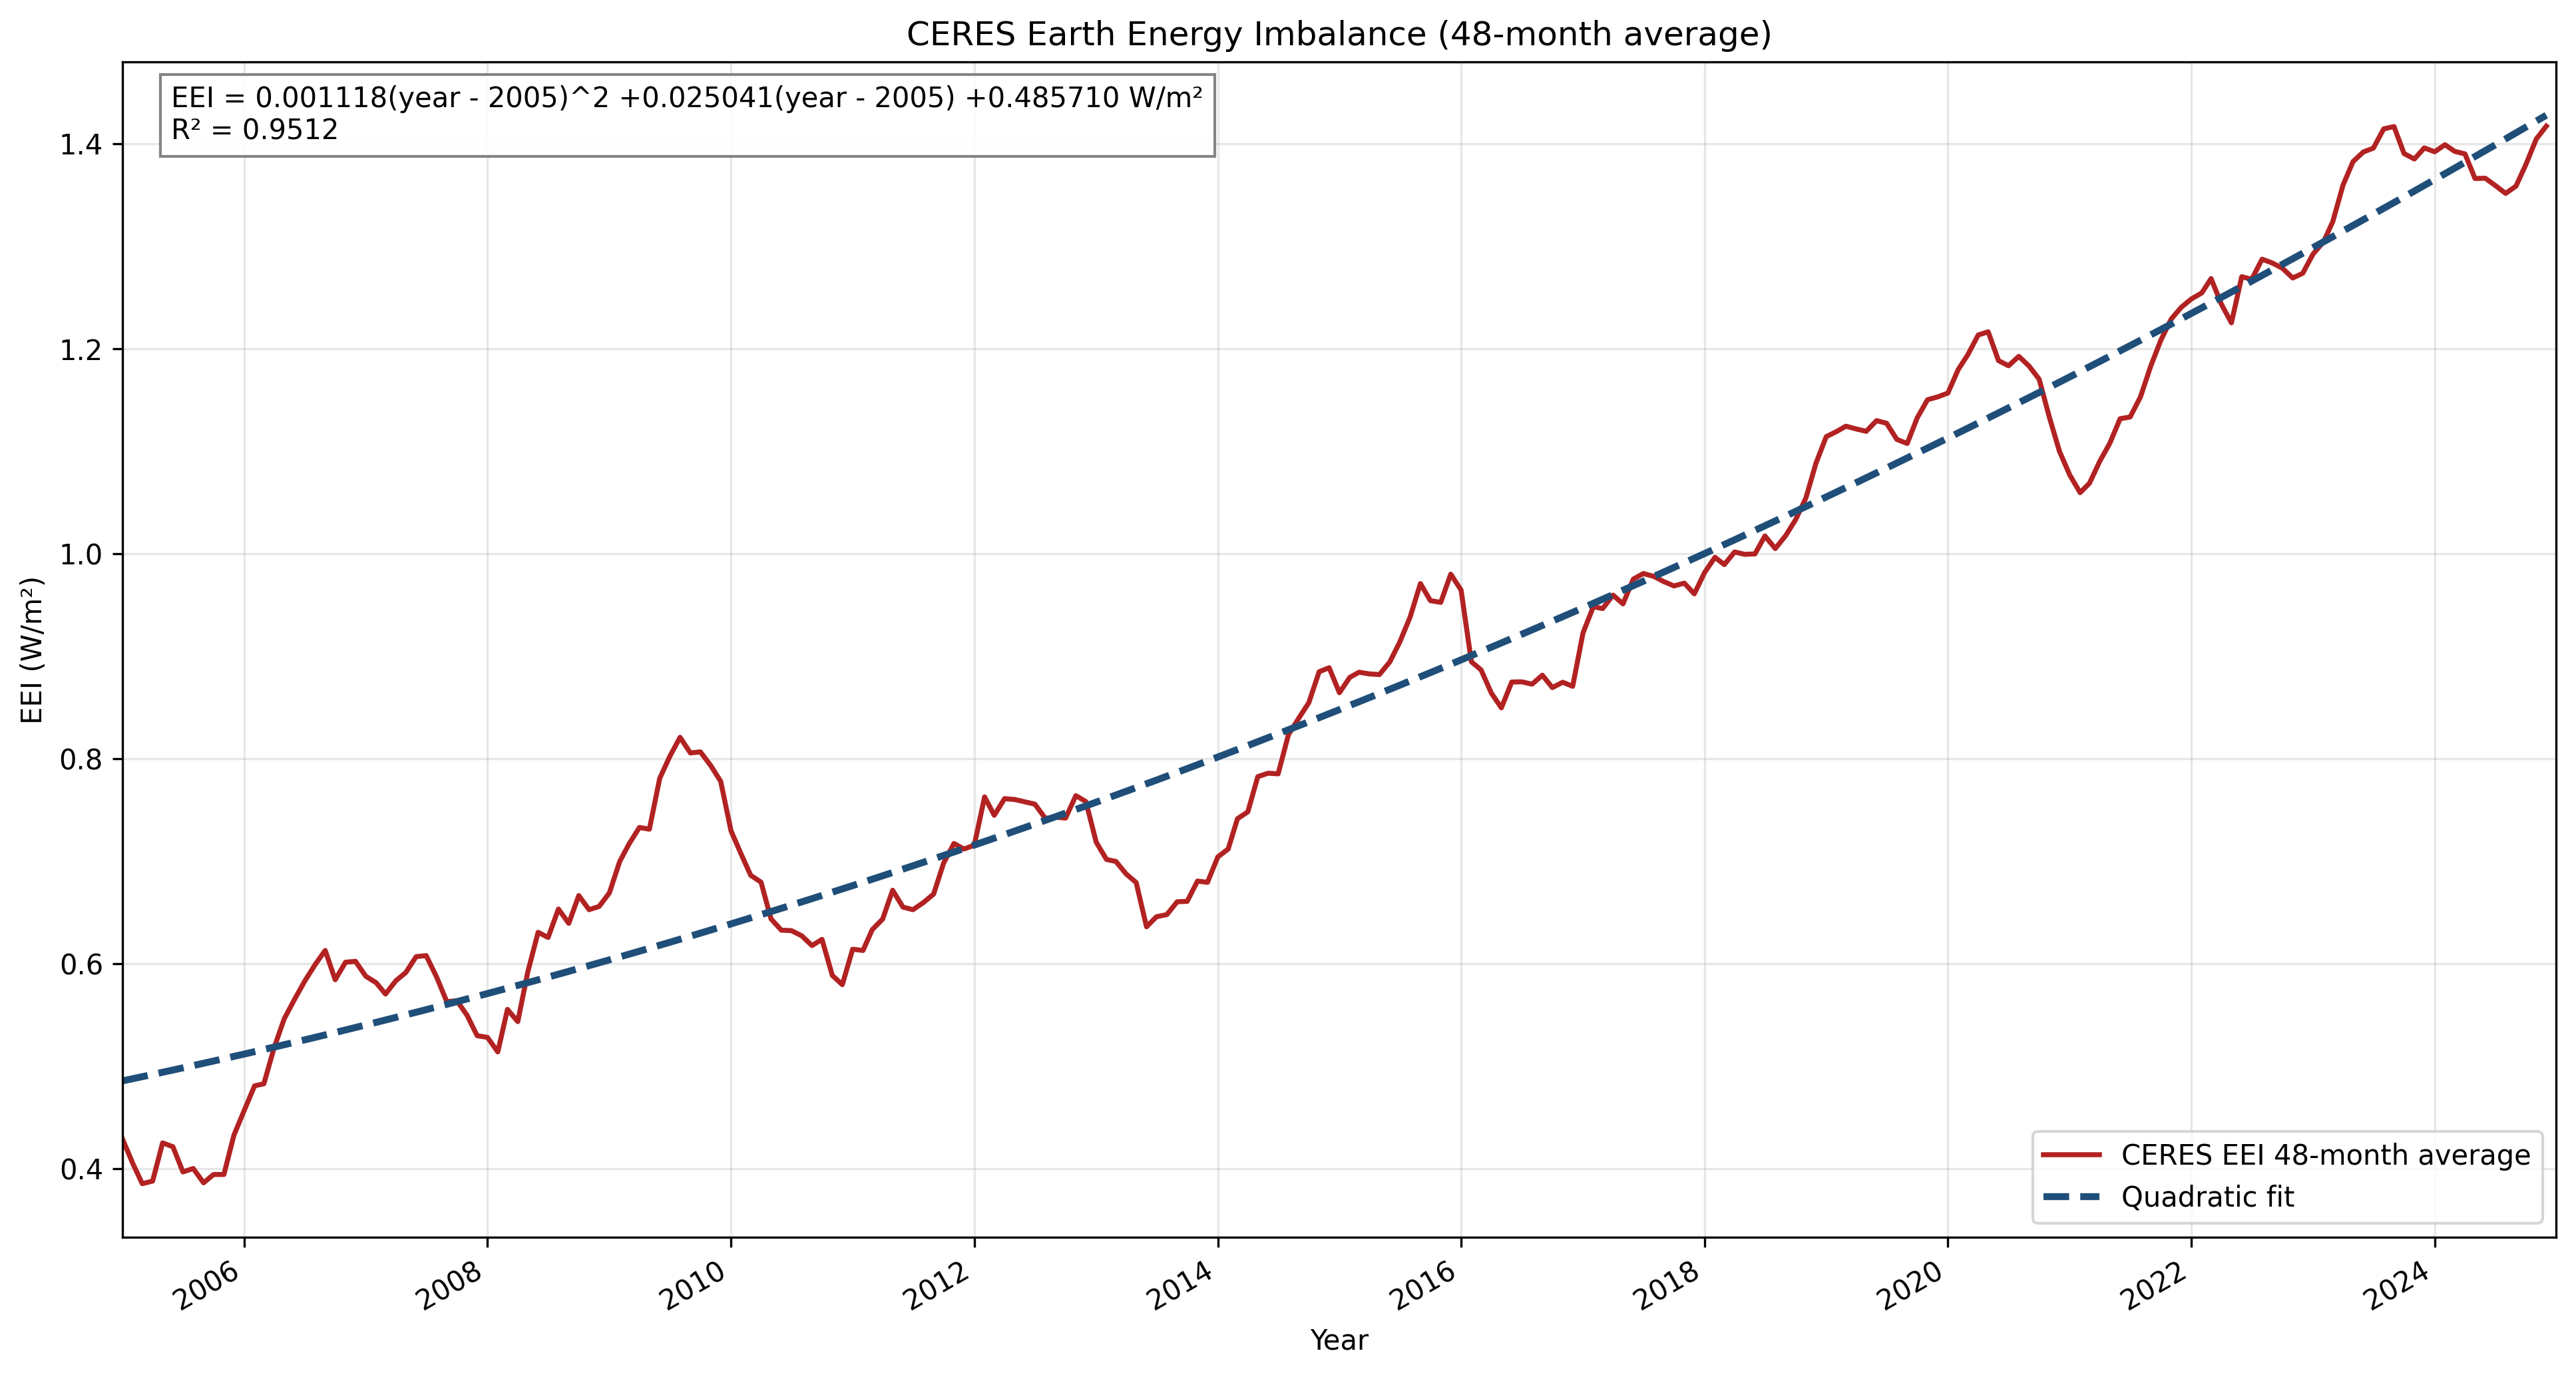 CERES Earth Energy Imbalance (48-month average)
EEI = 0.001118(year - 2005)^2 +0.025041(year - 2005) +0.485710 W/m²
R² = 0.9512
EEI (W/m²)
1.4
1.2
1.0
0.8
0.6
0.4
CERES EEI 48-month average
Quadratic fit
2006 2008 2010 2012 2014 2016 2018 2020 2022 2024
Year